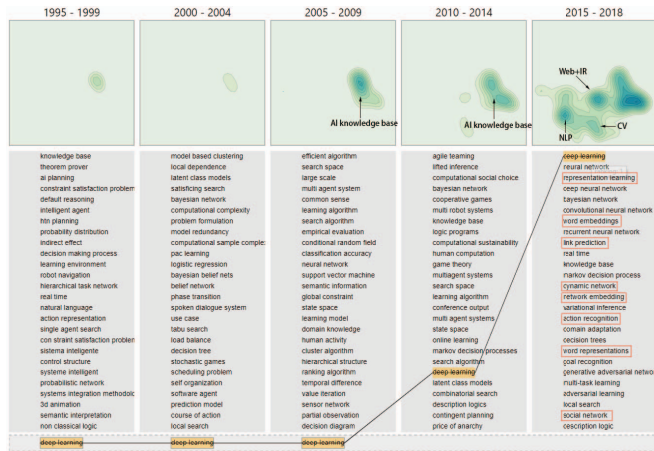 1995 - 1999
2000 - 2004
2005 - 2009
2010 - 2014
2015 - 2018
AI knowledge base
AI knowledge base
Web+IR
CV
NLP
knowledge base
theorem prover
ai planning
constraint satisfaction problem
default reasoning
intelligent agent
htn planning
probability distribution
indirect effect
decision making process
learning environment
robot navigation
hierarchical task network
real time
natural language
action representation
single agent search
con straint satisfaction problem
sistema inteligente
control structure
systeme intelligent
probabilistic network
systems integration methodolo
3d animation
semantic interpretation
non classical logic
deep learning
model based clustering
local dependence
latent class models
satisficing search
bayesian network
computational complexity
problem formulation
model redundancy
computational sample comple
pac learning
logistic regression
bayesian belief nets
belief network
phase transition
spoken dialogue system
use case
tabu search
load balance
decision tree
stochastic games
scheduling problem
self organization
software agent
prediction model
course of action
local search
deep learning
efficient algorithm
search space
large scale
multi agent system
common sense
learning algorithm
search algorithm
empirical evaluation
conditional random field
classification accuracy
neural network
support vector machine
semantic information
global constraint
state space
learning model
domain knowledge
human activity
cluster algorithm
hierarchical structure
ranking algorithm
temporal difference
value iteration
sensor network
partial observation
decision diagram
deep learning
agile learning
lifted inference
computational social choice
bayesian network
cooperative games
multi robot systems
knowledge base
logic programs
computational sustainability
human computation
game theory
multiagent systems
search space
learning algorithm
conference output
multi agent systems
state space
online learning
markov decision processes
search algorithm
deep learning
latent class models
combinatorial search
description logics
contingent planning
price of anarchy
deep learning
neural network
representation learning
deep neural network
bayesian network
convolutional neural network
word embeddings
recurrent neural network
link prediction
real time
knowledge base
markov decision process
dynamic network
network embedding
variational inference
action recognition
domain adaptation
decision trees
word representations
goal recognition
generative adversarial netwo
multi-task learning
adversarial learning
local search
social network
description logic